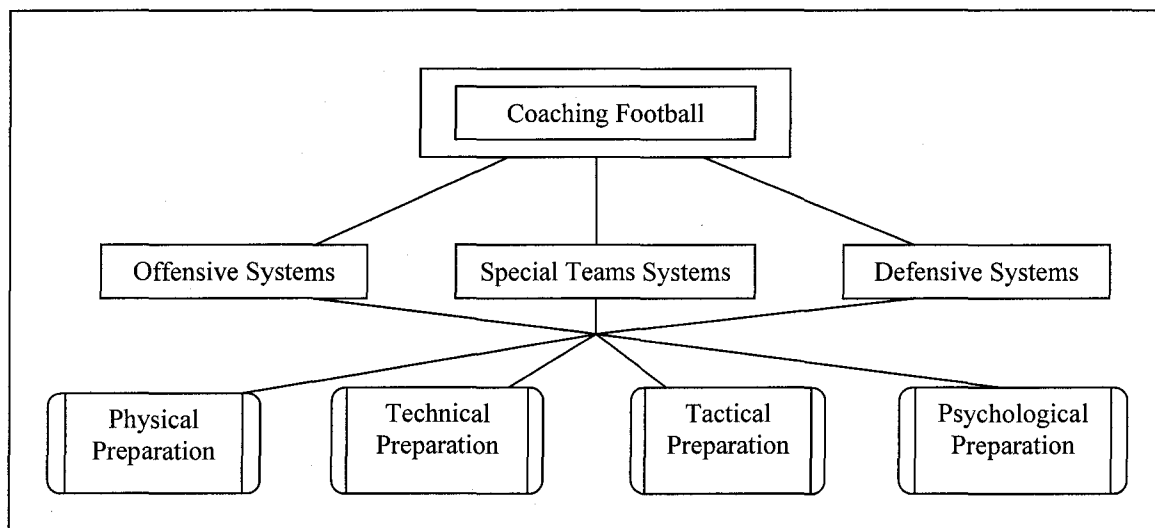 Coaching Football
Offensive Systems
Special Teams Systems
Defensive Systems
Physical
Preparation
Technical
Preparation
Tactical
Preparation
Psychological
Preparation